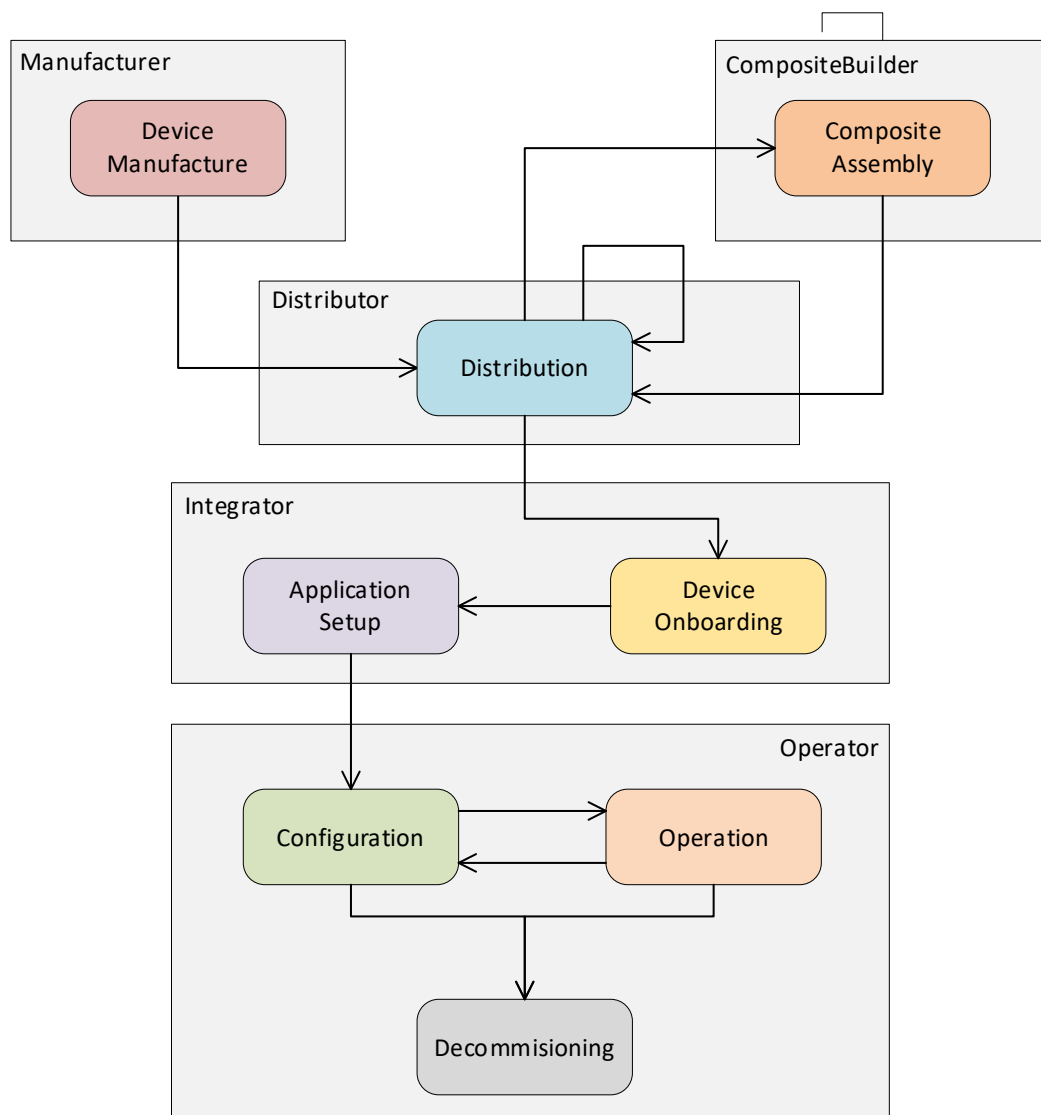 Manufacturer
Device
Manufacture
CompositeBuilder
Composite
Assembly
Distributor
Distribution
Integrator
Application
Setup
Device
Onboarding
Operator
Configuration
Operation
Decommisioning